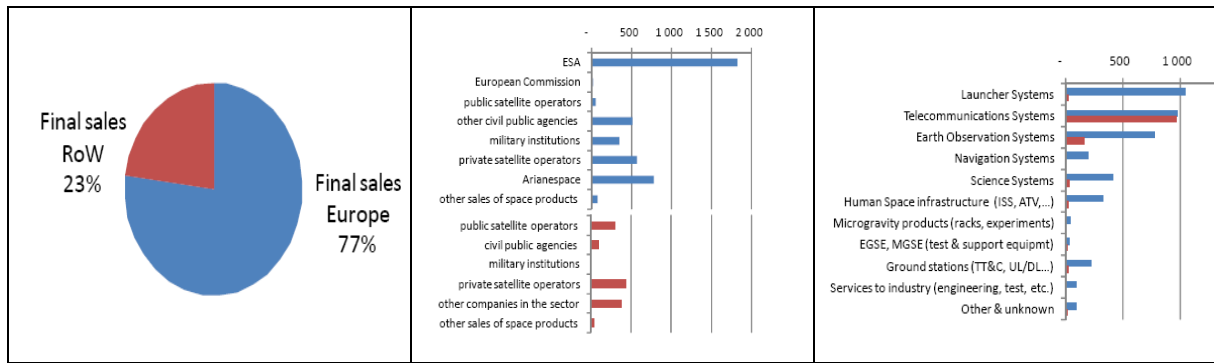 Final sales
RoW
23%
Final sales
Europe
77%
- 500 1 000 1 500 2 000
ESA
European Commission
public satellite operators
other civil public agencies
military institutions
private satellite operators
Arianespace
other sales of space products
public satellite operators
civil public agencies
military institutions
private satellite operators
other companies in the sector
other sales of space products
- 500 1 000
Launcher Systems
Telecommunications Systems
Earth Observation Systems
Navigation Systems
Science Systems
Human Space infrastructure (ISS, ATV,...)
Microgravity products (racks, experiments)
EGSE, MGSE (test & support equipmt)
Ground stations (TT&C, UL/DL...)
Services to industry (engineering, test, etc.)
Other & unknown